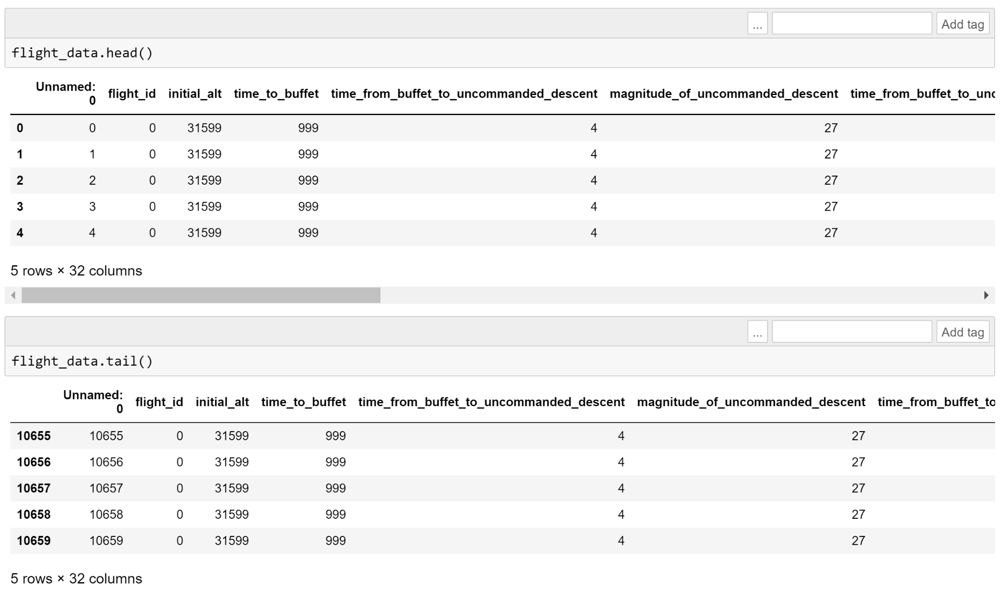 ... Add tag
flight_data.head()
Unnamed: 0 flight_id initial_alt time_to_buffet time_from_buffet_to_uncommanded_descent magnitude_of_uncommanded_descent time_from_buffet_to_unc
0 0 0 31599 999 4 27
1 1 0 31599 999 4 27
2 2 0 31599 999 4 27
3 3 0 31599 999 4 27
4 4 0 31599 999 4 27
5 rows × 32 columns
... Add tag
flight_data.tail()
Unnamed: 0 flight_id initial_alt time_to_buffet time_from_buffet_to_uncommanded_descent magnitude_of_uncommanded_descent time_from_buffet_to
10655 10655 0 31599 999 4 27
10656 10656 0 31599 999 4 27
10657 10657 0 31599 999 4 27
10658 10658 0 31599 999 4 27
10659 10659 0 31599 999 4 27
5 rows × 32 columns